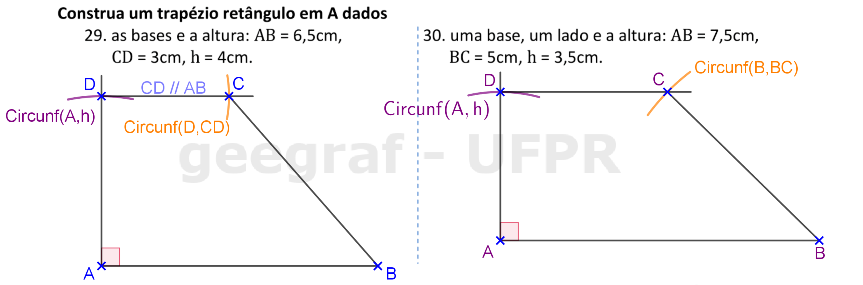 Construa um trapézio retângulo em A dados
29. as bases e a altura: AB = 6,5cm,
CD = 3cm, h = 4cm.
D
CD // AB
C
Circunf(A,h)
Circunf(D,CD)
A
B
30. uma base, um lado e a altura: AB = 7,5cm,
BC = 5cm, h = 3,5cm.
D
C
Circunf(B,BC)
Circunf(A,h)
A
B
geegraf - UFPR